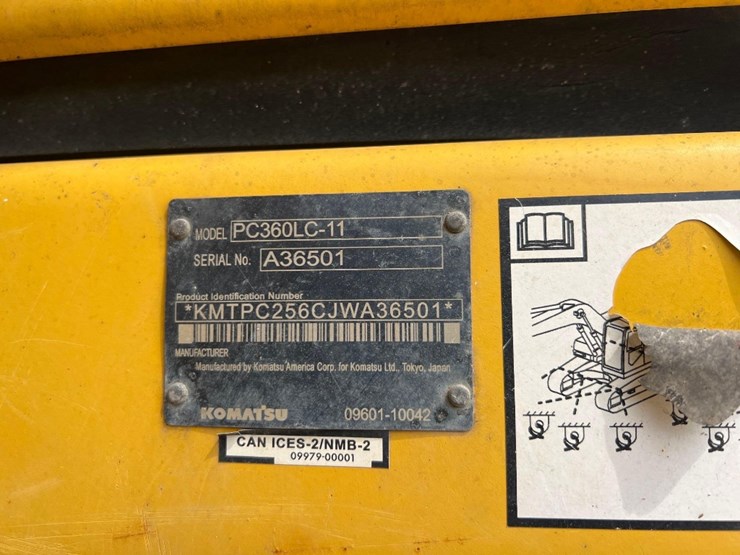 MODEL PC360LC-11
SERIAL No. A36501
Product Identification Number
*KMTPC256CJWA36501*
MANUFACTURER
Manufactured by Komatsu America Corp. for Komatsu Ltd., Tokyo, Japan
KOMATSU 09601-10042
CAN ICES-2/NMB-2
09979-00001